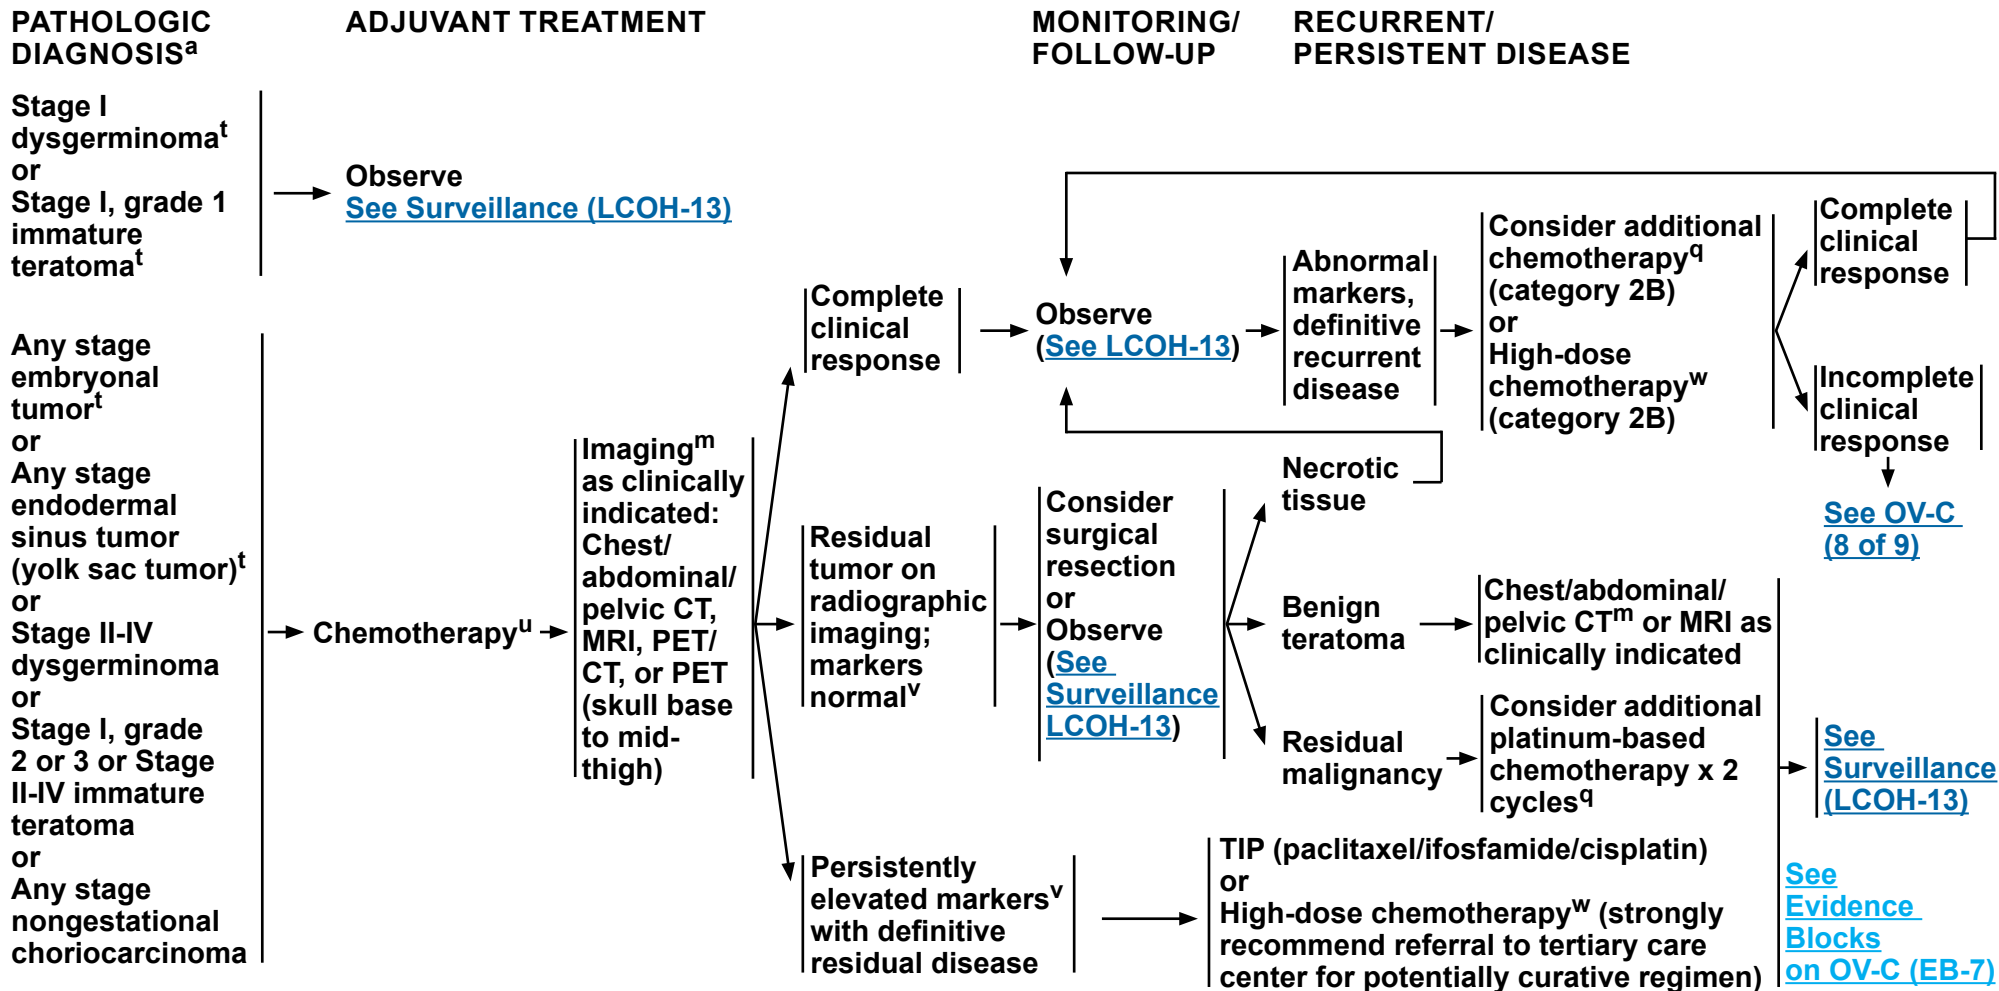 PATHOLOGIC
DIAGNOSISa
ADJUVANT TREATMENT
MONITORING/
FOLLOW-UP
RECURRENT/
PERSISTENT DISEASE
Stage I
dysgerminomat
or
Stage I, grade 1
immature
teratomat
Observe
See Surveillance (LCOH-13)
Any stage
embryonal
tumort
or
Any stage
endodermal
sinus tumor
(yolk sac tumor)t
or
Stage II-IV
dysgerminoma
or
Stage I, grade
2 or 3 or Stage
II-IV immature
teratoma
or
Any stage
nongestational
choriocarcinoma
Chemotherapyu
Imagingm
as clinically
indicated:
Chest/
abdominal/
pelvic CT,
MRI, PET/
CT, or PET
(skull base
to mid-
thigh)
Complete
clinical
response
Observe
(See LCOH-13)
Abnormal
markers,
definitive
recurrent
disease
Consider additional
chemotherapyq
(category 2B)
or
High-dose
chemotherapyw
(category 2B)
Complete
clinical
response
Incomplete
clinical
response
See OV-C
(8 of 9)
Residual
tumor on
radiographic
imaging;
markers
normalv
Consider
surgical
resection
or
Observe
(See
Surveillance
LCOH-13)
Necrotic
tissue
Benign
teratoma
Chest/abdominal/
pelvic CTm or MRI as
clinically indicated
Residual
malignancy
Consider additional
platinum-based
chemotherapy x 2
cyclesq
See
Surveillance
(LCOH-13)
Persistently
elevated markersv
with definitive
residual disease
TIP (paclitaxel/ifosfamide/cisplatin)
or
High-dose chemotherapyw (strongly
recommend referral to tertiary care
center for potentially curative regimen)
See
Evidence
Blocks
on OV-C (EB-7)